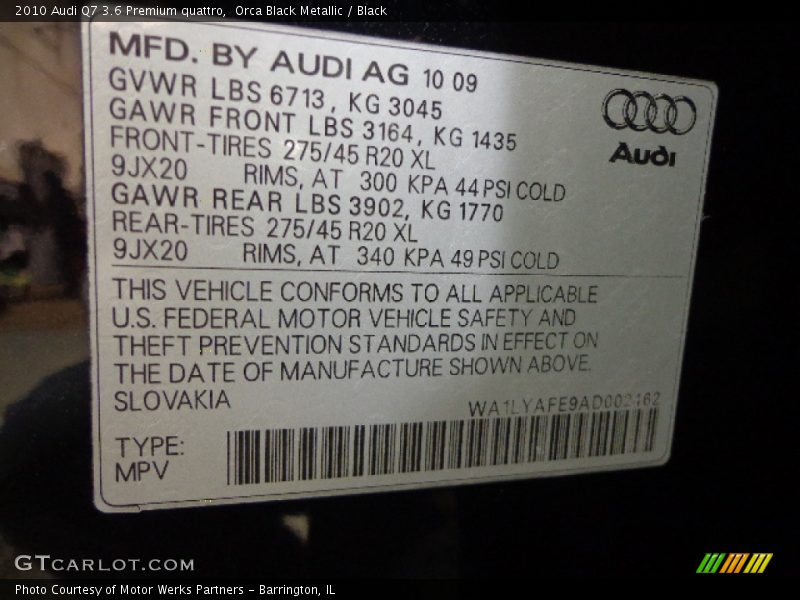 2010 Audi Q7 3.6 Premium quattro,  Orca Black Metallic / Black
MFD. BY AUDI AG 10 09
GVWR LBS 6713, KG 3045
GAWR FRONT LBS 3164, KG 1435
FRONT-TIRES 275/45 R20 XL
9JX20 RIMS, AT 300 KPA 44 PSI COLD
GAWR REAR LBS 3902, KG 1770
REAR-TIRES 275/45 R20 XL
9JX20 RIMS, AT 340 KPA 49 PSI COLD
Audi
THIS VEHICLE CONFORMS TO ALL APPLICABLE
U.S. FEDERAL MOTOR VEHICLE SAFETY AND
THEFT PREVENTION STANDARDS IN EFFECT ON
THE DATE OF MANUFACTURE SHOWN ABOVE.
SLOVAKIA
WA1LYAFE9AD002462
TYPE:
MPV
GTCARLOT.COM
Photo Courtesy of Motor Werks Partners - Barrington, IL